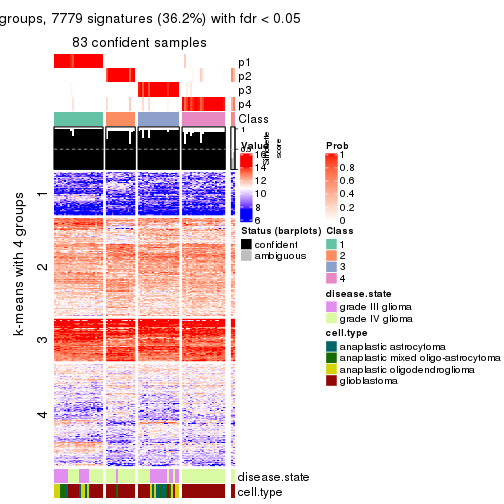 groups, 7779 signatures (36.2%) with fdr < 0.05
83 confident samples
p1
p2
p3
p4
Class
1
0.5
Silhouette
score
k-means with 4 groups
1
2
3
4
Value
16
14
12
10
8
6
Prob
1
0.8
0.6
0.4
0.2
0
Status (barplots)
confident
ambiguous
Class
1
2
3
4
disease.state
grade III glioma
grade IV glioma
cell.type
anaplastic astrocytoma
anaplastic mixed oligo-astrocytoma
anaplastic oligodendroglioma
glioblastoma
disease.state
cell.type